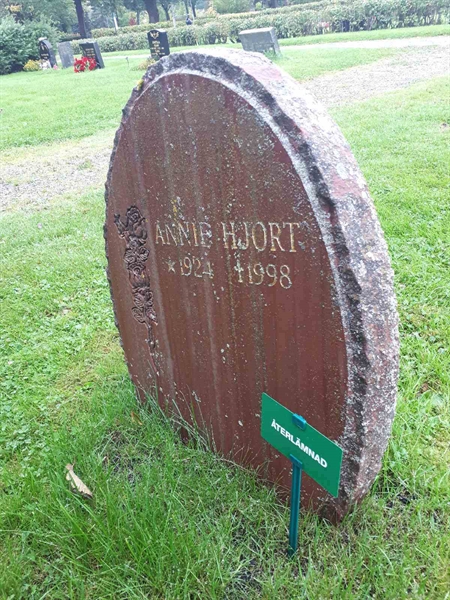 ANNIE HJORT
*1924 †1998
ÅTERLÄMNAD